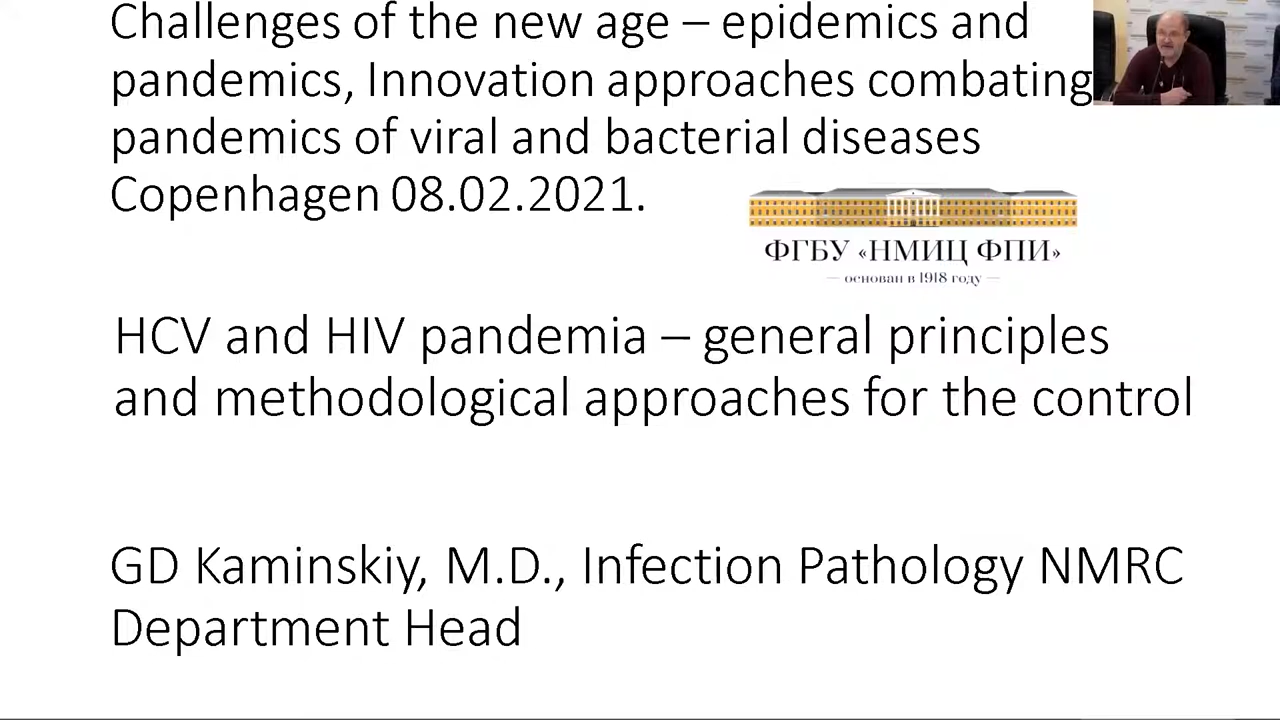 Challenges of the new age – epidemics and
pandemics, Innovation approaches combating
pandemics of viral and bacterial diseases
Copenhagen 08.02.2021.
ФГБУ «НМИЦ ФПИ»
— основан в 1918 году —
HCV and HIV pandemia – general principles
and methodological approaches for the control
GD Kaminskiy, M.D., Infection Pathology NMRC
Department Head